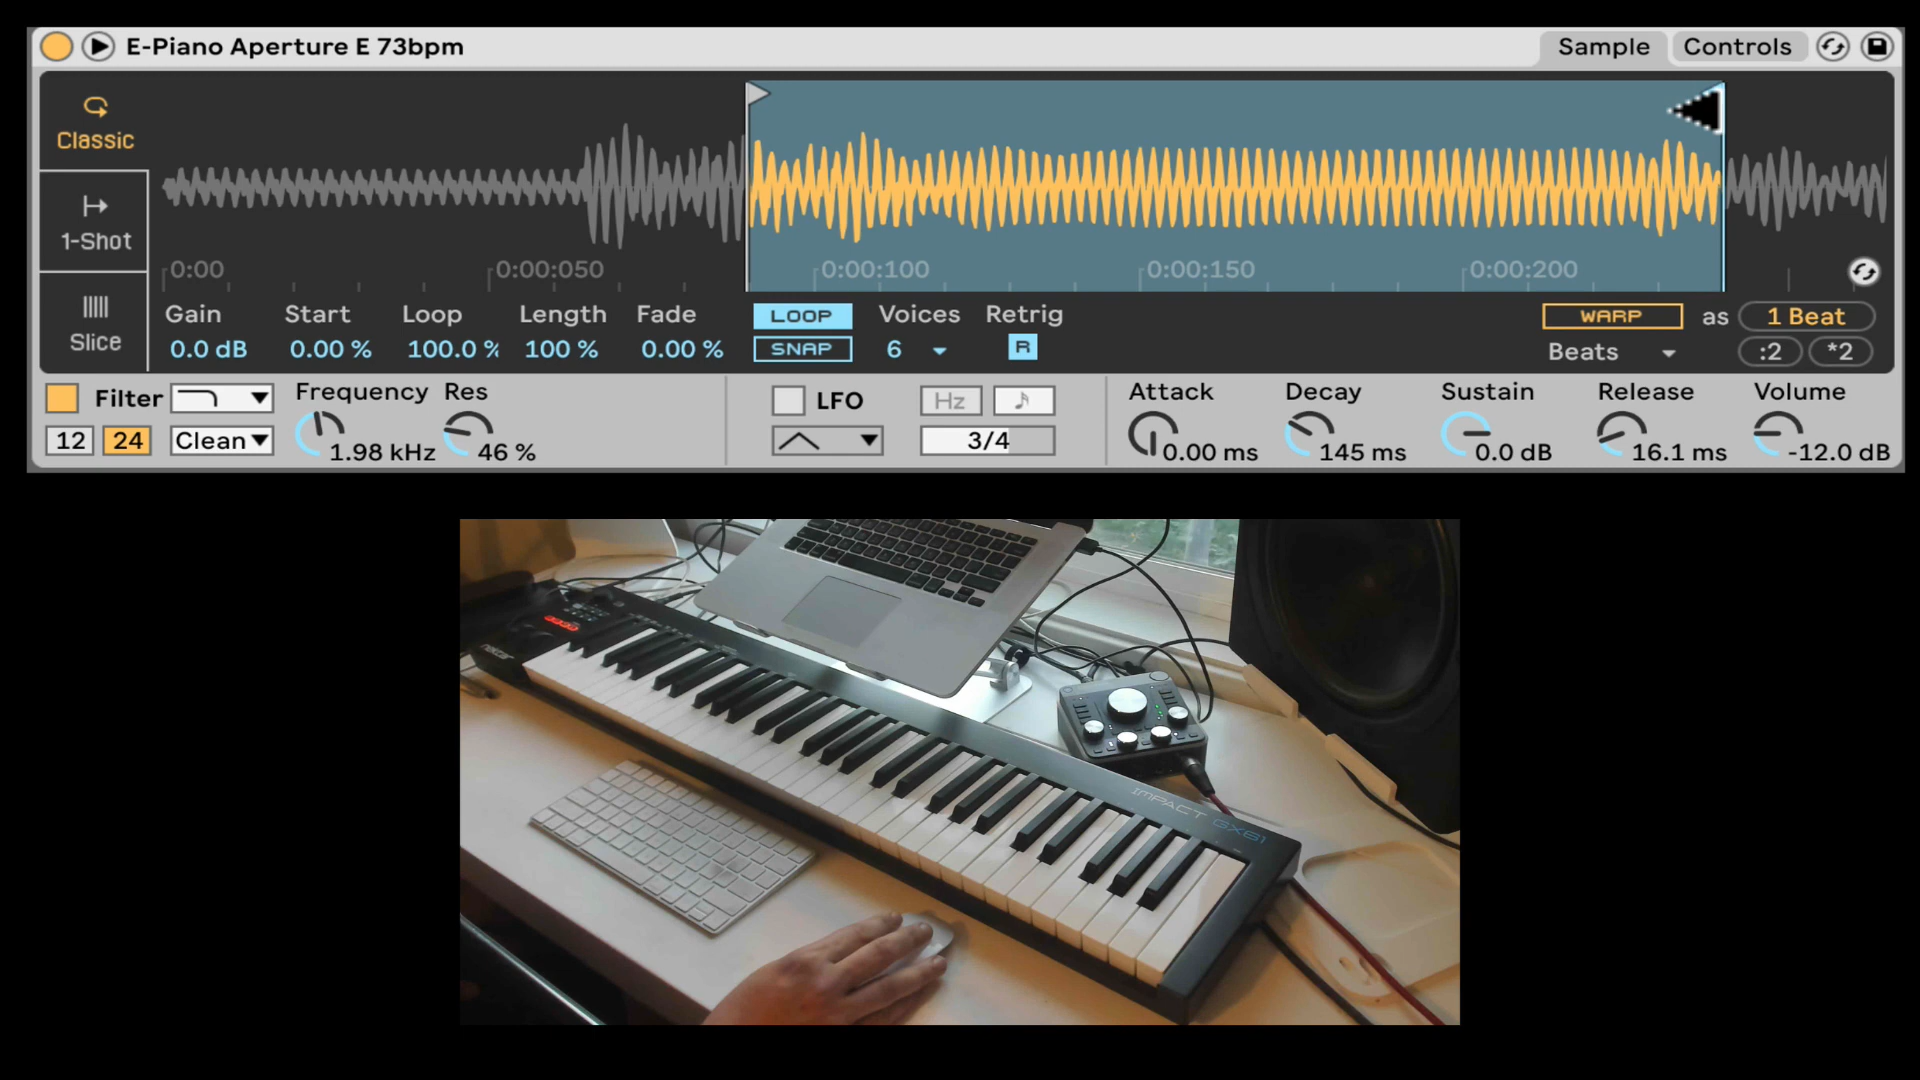 E-Piano Aperture E 73bpm
Sample
Controls
Classic
1-Shot
Slice
0:00
0:00:050
0:00:100
0:00:150
0:00:200
Gain
0.0 dB
Start
0.00 %
Loop
100.0 %
Length
100 %
Fade
0.00 %
LOOP
SNAP
Voices
6
Retrig
R
WARP
as
1 Beat
Beats
:2
*2
Filter
12
24
Clean
Frequency
1.98 kHz
Res
46 %
LFO
Hz
3/4
Attack
0.00 ms
Decay
145 ms
Sustain
0.0 dB
Release
16.1 ms
Volume
-12.0 dB
nektar
IMPACT GX61